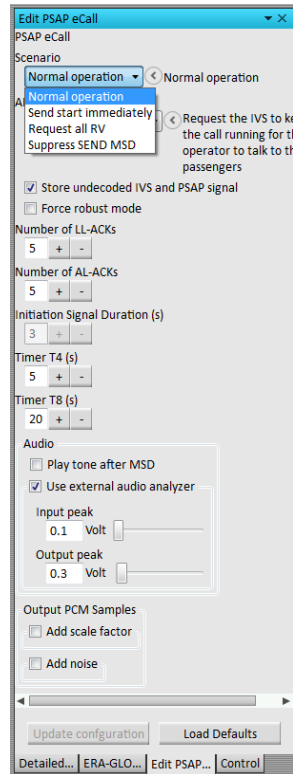 Edit PSAP eCall
PSAP eCall
Scenario
Normal operation Normal operation
Normal operation
Send start immediately
Request all RV
Suppress SEND MSD
Request the IVS to ke
the call running for th
operator to talk to th
passengers
Store undecoded IVS and PSAP signal
Force robust mode
Number of LL-ACKs
5 + -
Number of AL-ACKs
5 + -
Initiation Signal Duration (s)
3 + -
Timer T4 (s)
5 + -
Timer T8 (s)
20 + -
Audio
Play tone after MSD
Use external audio analyzer
Input peak
0.1 Volt
Output peak
0.3 Volt
Output PCM Samples
Add scale factor
Add noise
Update confguration Load Defaults
Detailed... ERA-GLO... Edit PSAP... Control